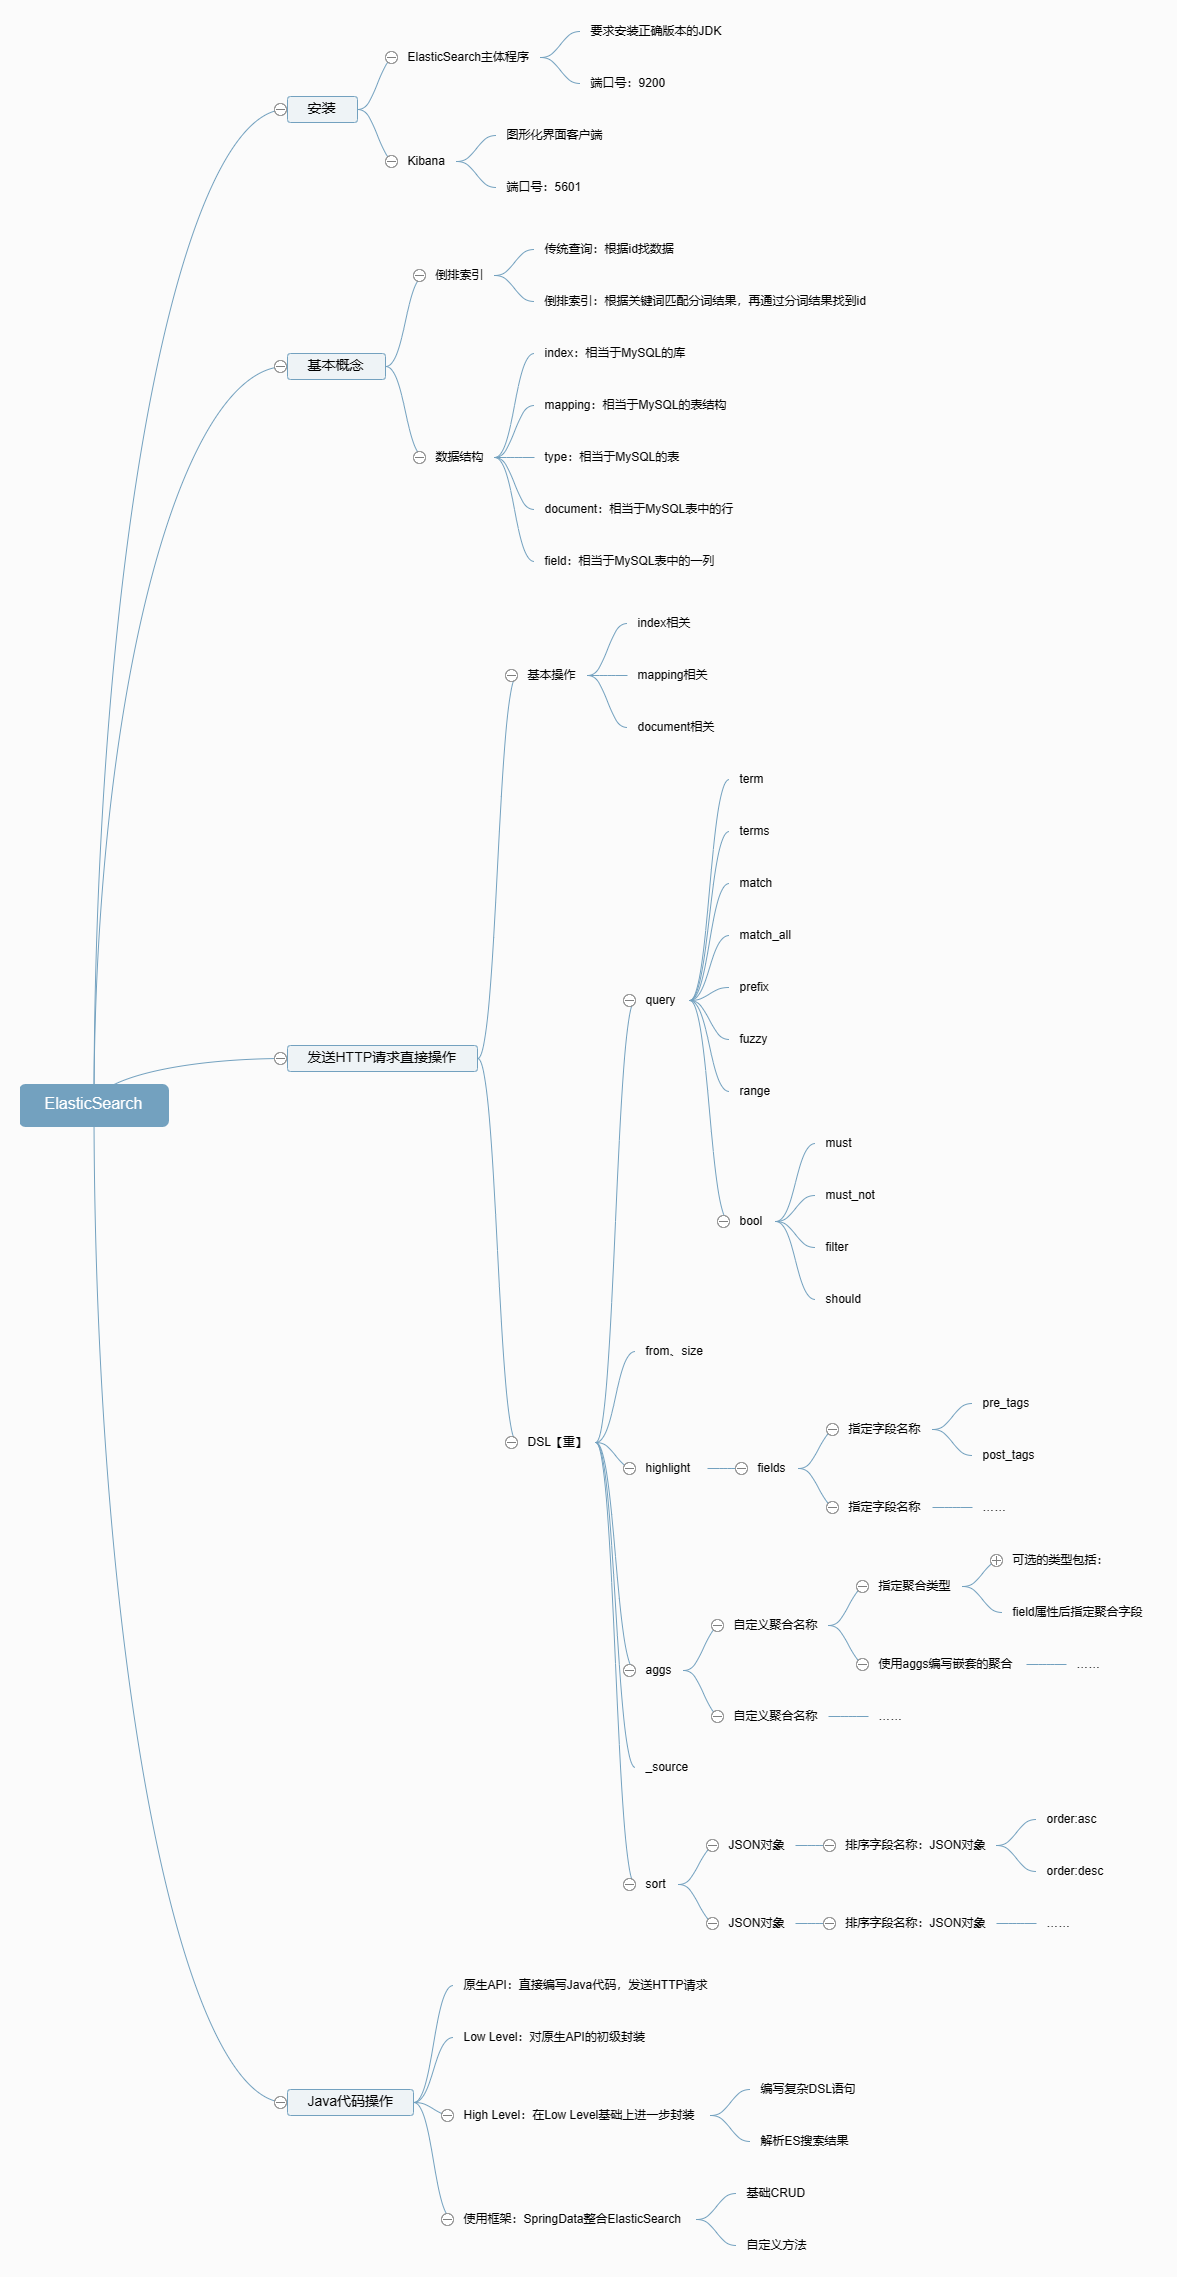 要求安装正确版本的JDK
ElasticSearch主体程序
端口号：9200
安装
图形化界面客户端
Kibana
端口号：5601
传统查询：根据id找数据
倒排索引
倒排索引：根据关键词匹配分词结果，再通过分词结果找到id
index：相当于MySQL的库
基本概念
mapping：相当于MySQL的表结构
数据结构
type：相当于MySQL的表
document：相当于MySQL表中的行
field：相当于MySQL表中的一列
index相关
基本操作
mapping相关
document相关
term
terms
match
match_all
prefix
query
fuzzy
发送HTTP请求直接操作
range
ElasticSearch
must
must_not
bool
filter
should
from、size
pre_tags
指定字段名称
DSL【重】
post_tags
highlight
fields
指定字段名称
……
可选的类型包括：
指定聚合类型
field属性后指定聚合字段
自定义聚合名称
使用aggs编写嵌套的聚合
……
aggs
自定义聚合名称
……
_source
order:asc
JSON对象
排序字段名称：JSON对象
order:desc
sort
JSON对象
排序字段名称：JSON对象
……
原生API：直接编写Java代码，发送HTTP请求
Low Level：对原生API的初级封装
编写复杂DSL语句
Java代码操作
High Level：在Low Level基础上进一步封装
解析ES搜索结果
基础CRUD
使用框架：SpringData整合ElasticSearch
自定义方法